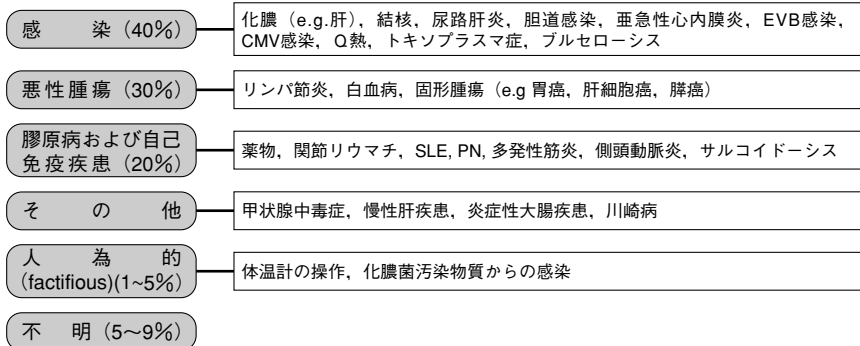 感 染（40％）
化膿（e.g.肝），結核，尿路肝炎，胆道感染，亜急性心内膜炎，EVB感染，
CMV感染，Q熱，トキソプラスマ症，ブルセローシス
悪性腫瘍（30％）
リンパ節炎，白血病，固形腫瘍（e.g 胃癌，肝細胞癌，膵癌）
膠原病および自己
免疫疾患（20％）
薬物，関節リウマチ，SLE, PN, 多発性筋炎，側頭動脈炎，サルコイドーシス
そ の 他
甲状腺中毒症，慢性肝疾患，炎症性大腸疾患，川崎病
人 為 的
（factifious)(1~5％）
体温計の操作，化膿菌汚染物質からの感染
不 明（5〜9％）